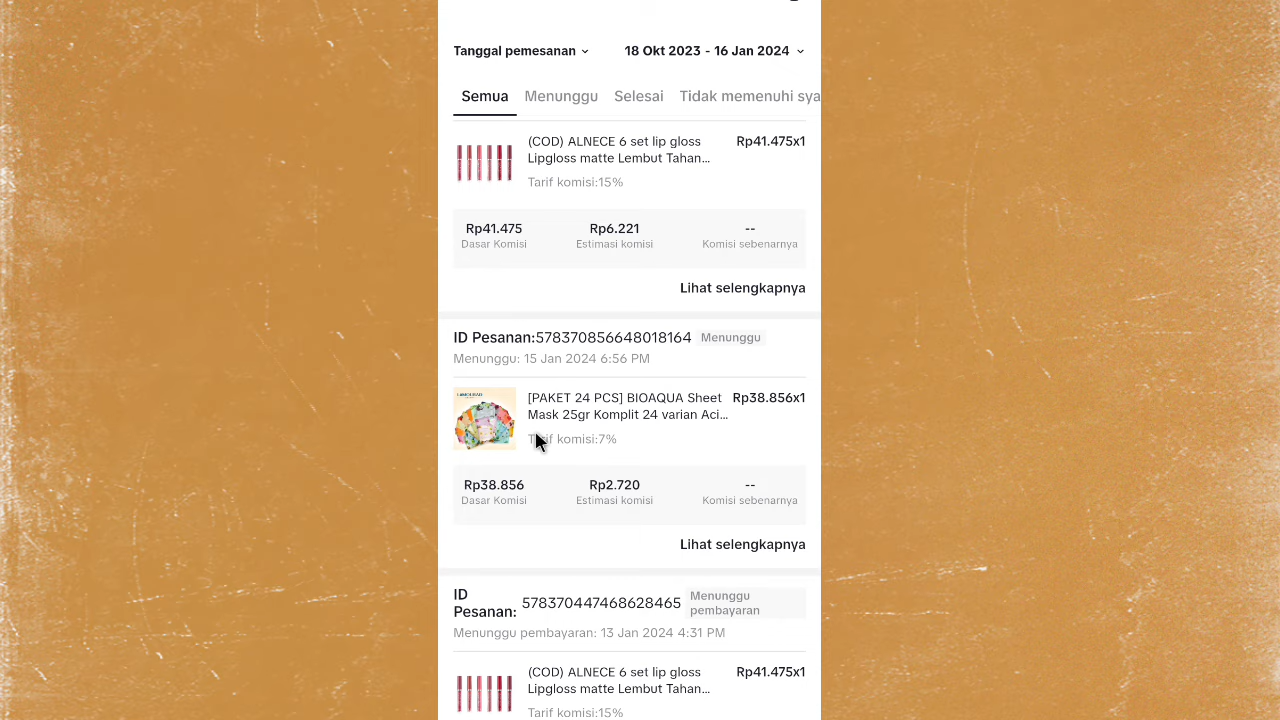 Tanggal pemesanan 18 Okt 2023 - 16 Jan 2024
Semua Menunggu Selesai Tidak memenuhi sya
(COD) ALNECE 6 set lip gloss Rp41.475x1
Lipgloss matte Lembut Tahan...
Tarif komisi:15%
Rp41.475 Rp6.221 --
Dasar Komisi Estimasi komisi Komisi sebenarnya
Lihat selengkapnya
ID Pesanan:578370856648018164 Menunggu
Menunggu: 15 Jan 2024 6:56 PM
[PAKET 24 PCS] BIOAQUA Sheet Rp38.856x1
Mask 25gr Komplit 24 varian Aci...
Tarif komisi:7%
Rp38.856 Rp2.720 --
Dasar Komisi Estimasi komisi Komisi sebenarnya
Lihat selengkapnya
ID Pesanan: 578370447468628465 Menunggu pembayaran
Menunggu pembayaran: 13 Jan 2024 4:31 PM
(COD) ALNECE 6 set lip gloss Rp41.475x1
Lipgloss matte Lembut Tahan...
Tarif komisi:15%